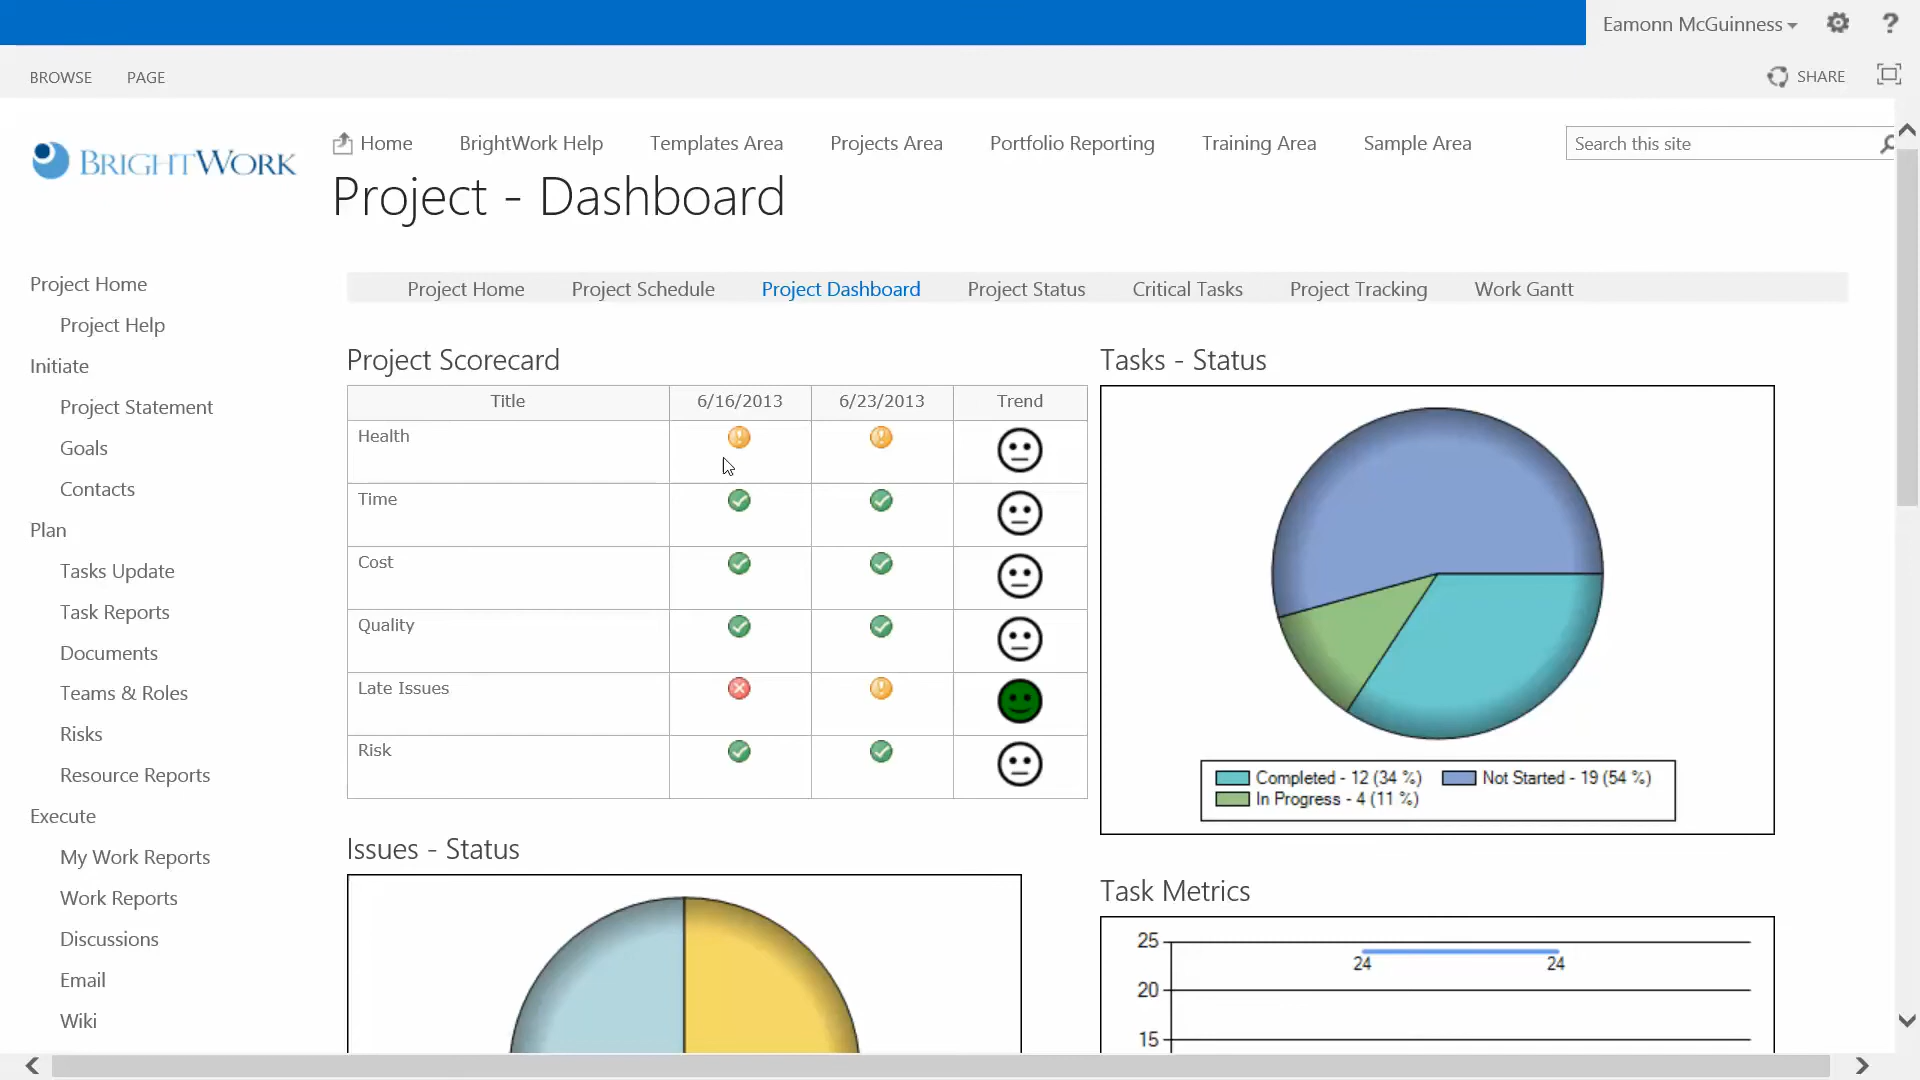 Eamonn McGuinness
?
BROWSE PAGE
SHARE
BRIGHTWORK
Home BrightWork Help Templates Area Projects Area Portfolio Reporting Training Area Sample Area
Search this site
Project - Dashboard
Project Home Project Schedule Project Dashboard Project Status Critical Tasks Project Tracking Work Gantt
Project Home
Project Help
Initiate
Project Statement
Goals
Contacts
Plan
Tasks Update
Task Reports
Documents
Teams & Roles
Risks
Resource Reports
Execute
My Work Reports
Work Reports
Discussions
Email
Wiki
Project Scorecard
Title 6/16/2013 6/23/2013 Trend
Health
Time
Cost
Quality
Late Issues
Risk
Tasks - Status
Completed - 12 (34 %) Not Started - 19 (54 %)
In Progress - 4 (11 %)
Issues - Status
Task Metrics
25
24 24
20
15